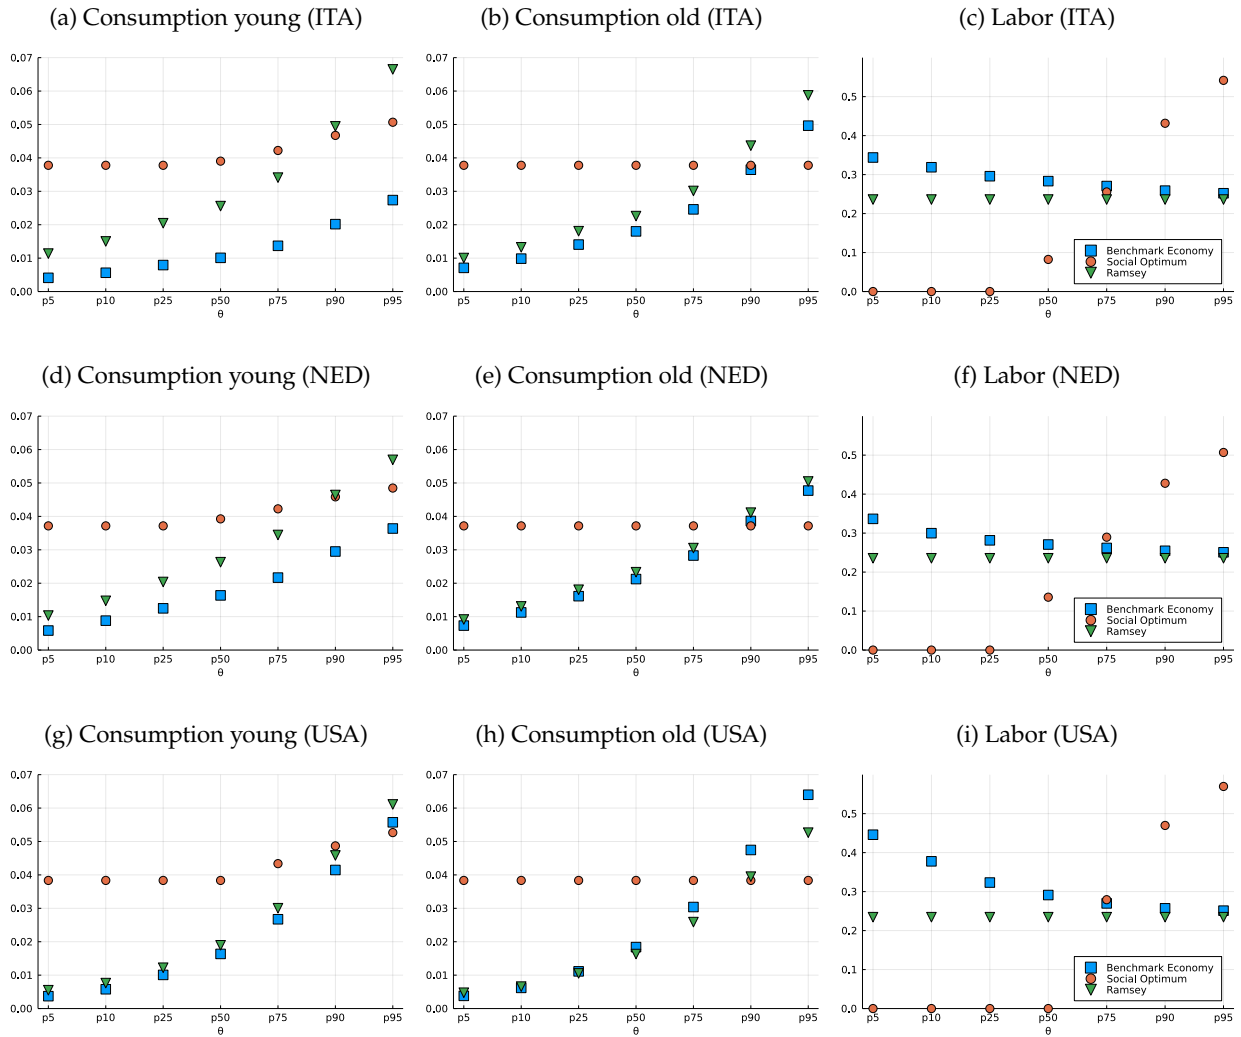 (a) Consumption young (ITA)
0.07
0.06
0.05
0.04
0.03
0.02
0.01
0.00
p5 p10 p25 p50 p75 p90 p95
θ
(b) Consumption old (ITA)
0.07
0.06
0.05
0.04
0.03
0.02
0.01
0.00
p5 p10 p25 p50 p75 p90 p95
θ
(c) Labor (ITA)
0.5
0.4
0.3
0.2
0.1
0.0
Benchmark Economy
Social Optimum
Ramsey
p5 p10 p25 p50 p75 p90 p95
θ
(d) Consumption young (NED)
0.07
0.06
0.05
0.04
0.03
0.02
0.01
0.00
p5 p10 p25 p50 p75 p90 p95
θ
(e) Consumption old (NED)
0.07
0.06
0.05
0.04
0.03
0.02
0.01
0.00
p5 p10 p25 p50 p75 p90 p95
θ
(f) Labor (NED)
0.5
0.4
0.3
0.2
0.1
0.0
Benchmark Economy
Social Optimum
Ramsey
p5 p10 p25 p50 p75 p90 p95
θ
(g) Consumption young (USA)
0.07
0.06
0.05
0.04
0.03
0.02
0.01
0.00
p5 p10 p25 p50 p75 p90 p95
θ
(h) Consumption old (USA)
0.07
0.06
0.05
0.04
0.03
0.02
0.01
0.00
p5 p10 p25 p50 p75 p90 p95
θ
(i) Labor (USA)
0.5
0.4
0.3
0.2
0.1
0.0
Benchmark Economy
Social Optimum
Ramsey
p5 p10 p25 p50 p75 p90 p95
θ